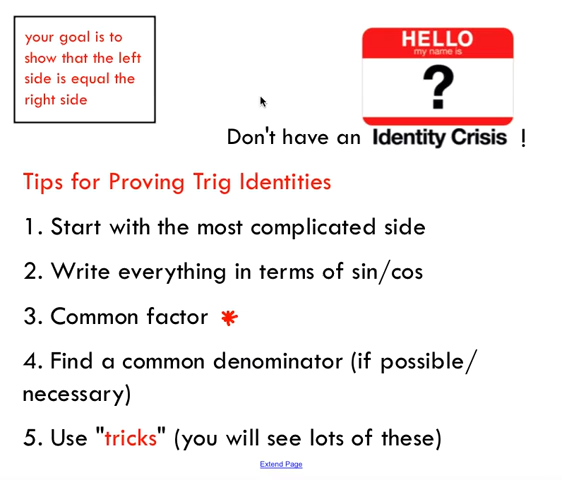 your goal is to
show that the left
side is equal the
right side
HELLO
my name is
?
Don't have an Identity Crisis !
Tips for Proving Trig Identities
1. Start with the most complicated side
2. Write everything in terms of sin/cos
3. Common factor *
4. Find a common denominator (if possible/
necessary)
5. Use "tricks" (you will see lots of these)
Extend Page